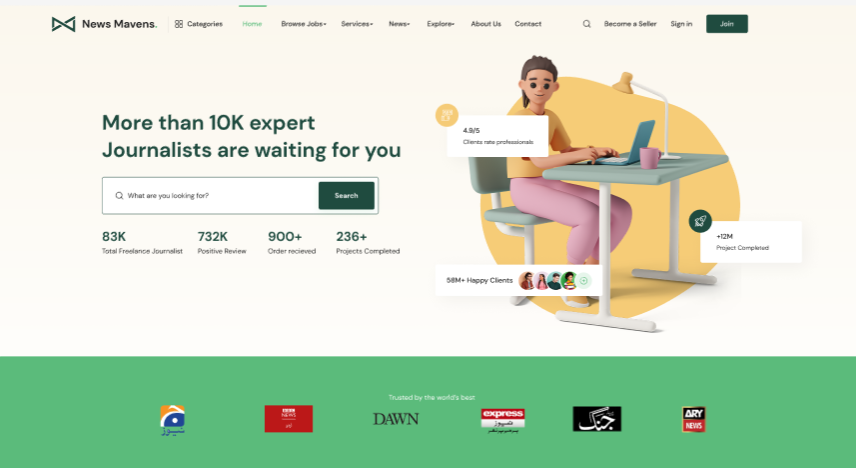 News Mavens.
Categories
Home
Browse Jobs
Services
News
Explore
About Us
Contact
Become a Seller
Sign in
Join
More than 10K expert
Journalists are waiting for you
What are you looking for?
Search
83K
Total Freelance Journalist
732K
Positive Review
900+
Order recieved
236+
Projects Completed
4.9/5
Clients rate professionals
+12M
Project Completed
58M+ Happy Clients
Trusted by the world's best
نیوز
BBC
NEWS
اردو
DAWN
express
نیوز
جنگ
ARY
NEWS